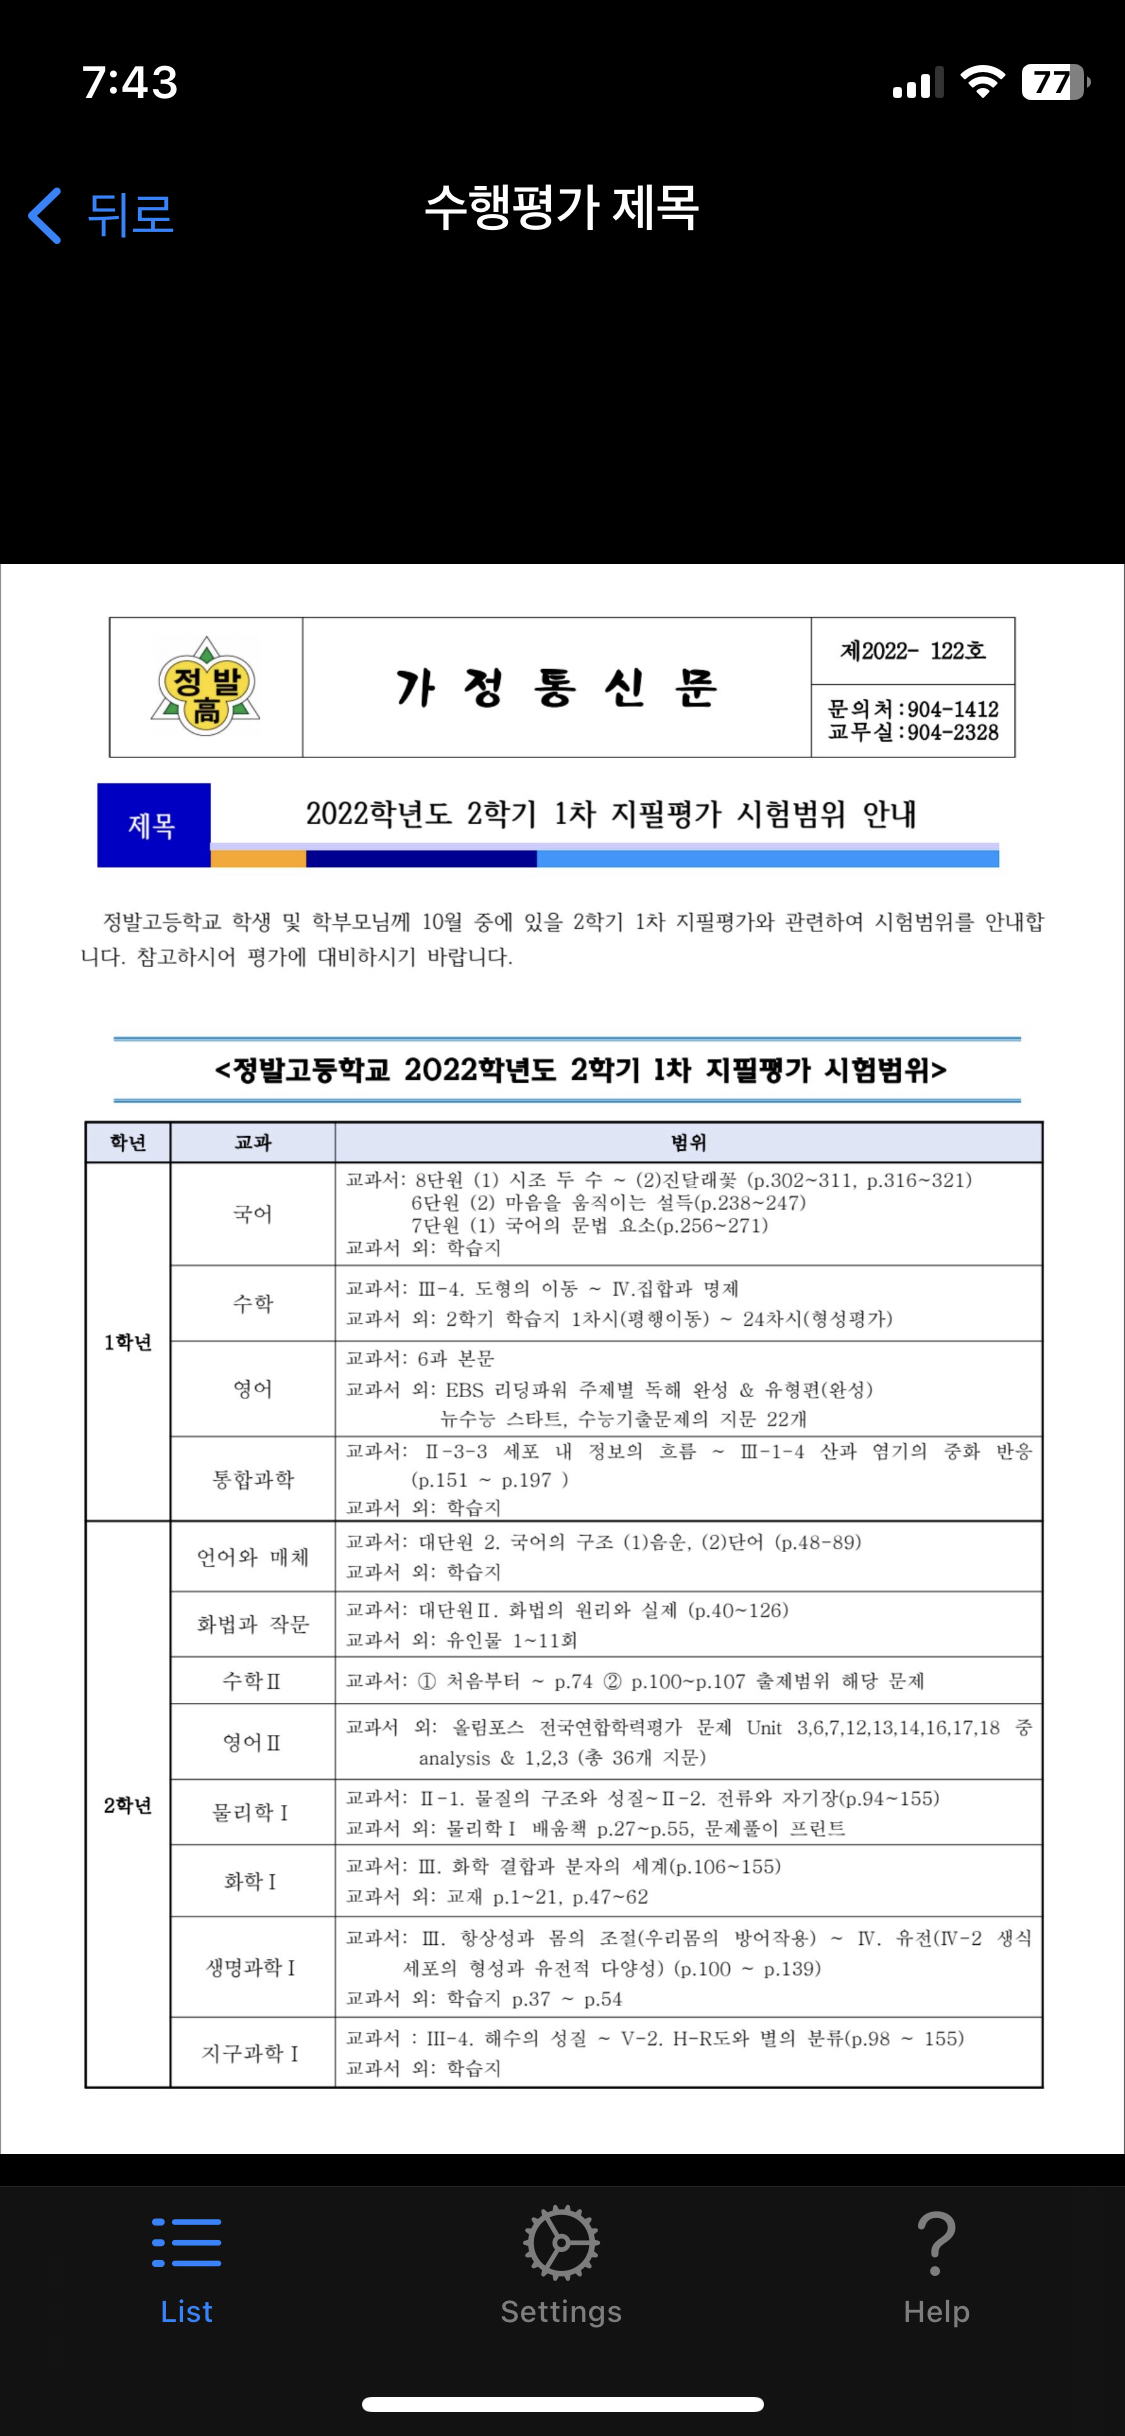 7:43
77
뒤로
수행평가 제목
정발
高
가정통신문
제2022- 122호
문의처:904-1412
교무실:904-2328
제목
2022학년도 2학기 1차 지필평가 시험범위 안내
정발고등학교 학생 및 학부모님께 10월 중에 있을 2학기 1차 지필평가와 관련하여 시험범위를 안내합
니다. 참고하시어 평가에 대비하시기 바랍니다.
<정발고등학교 2022학년도 2학기 1차 지필평가 시험범위>
학년 교과 범위
1학년
국어
교과서: 8단원 (1) 시조 두 수 ~ (2)진달래꽃 (p.302~311, p.316~321)
6단원 (2) 마음을 움직이는 설득(p.238~247)
7단원 (1) 국어의 문법 요소(p.256~271)
교과서 외: 학습지
수학
교과서: Ⅲ-4. 도형의 이동 ~ Ⅳ.집합과 명제
교과서 외: 2학기 학습지 1차시(평행이동) ~ 24차시(형성평가)
영어
교과서: 6과 본문
교과서 외: EBS 리딩파워 주제별 독해 완성 & 유형편(완성)
뉴수능 스타트, 수능기출문제의 지문 22개
통합과학
교과서: Ⅱ-3-3 세포 내 정보의 흐름 ~ Ⅲ-1-4 산과 염기의 중화 반응
(p.151 ~ p.197 )
교과서 외: 학습지
2학년
언어와 매체
교과서: 대단원 2. 국어의 구조 (1)음운, (2)단어 (p.48-89)
교과서 외: 학습지
화법과 작문
교과서: 대단원Ⅱ. 화법의 원리와 실제 (p.40~126)
교과서 외: 유인물 1~11회
수학Ⅱ
교과서: ① 처음부터 ~ p.74 ② p.100~p.107 출제범위 해당 문제
영어Ⅱ
교과서 외: 올림포스 전국연합학력평가 문제 Unit 3,6,7,12,13,14,16,17,18 중
analysis & 1,2,3 (총 36개 지문)
물리학Ⅰ
교과서: Ⅱ-1. 물질의 구조와 성질~Ⅱ-2. 전류와 자기장(p.94~155)
교과서 외: 물리학Ⅰ 배움책 p.27~p.55, 문제풀이 프린트
화학Ⅰ
교과서: Ⅲ. 화학 결합과 분자의 세계(p.106~155)
교과서 외: 교재 p.1~21, p.47~62
생명과학Ⅰ
교과서: Ⅲ. 항상성과 몸의 조절(우리몸의 방어작용) ~ Ⅳ. 유전(Ⅳ-2 생식
세포의 형성과 유전적 다양성) (p.100 ~ p.139)
교과서 외: 학습지 p.37 ~ p.54
지구과학Ⅰ
교과서 : III-4. 해수의 성질 ~ V-2. H-R도와 별의 분류(p.98 ~ 155)
교과서 외: 학습지
List
Settings
Help